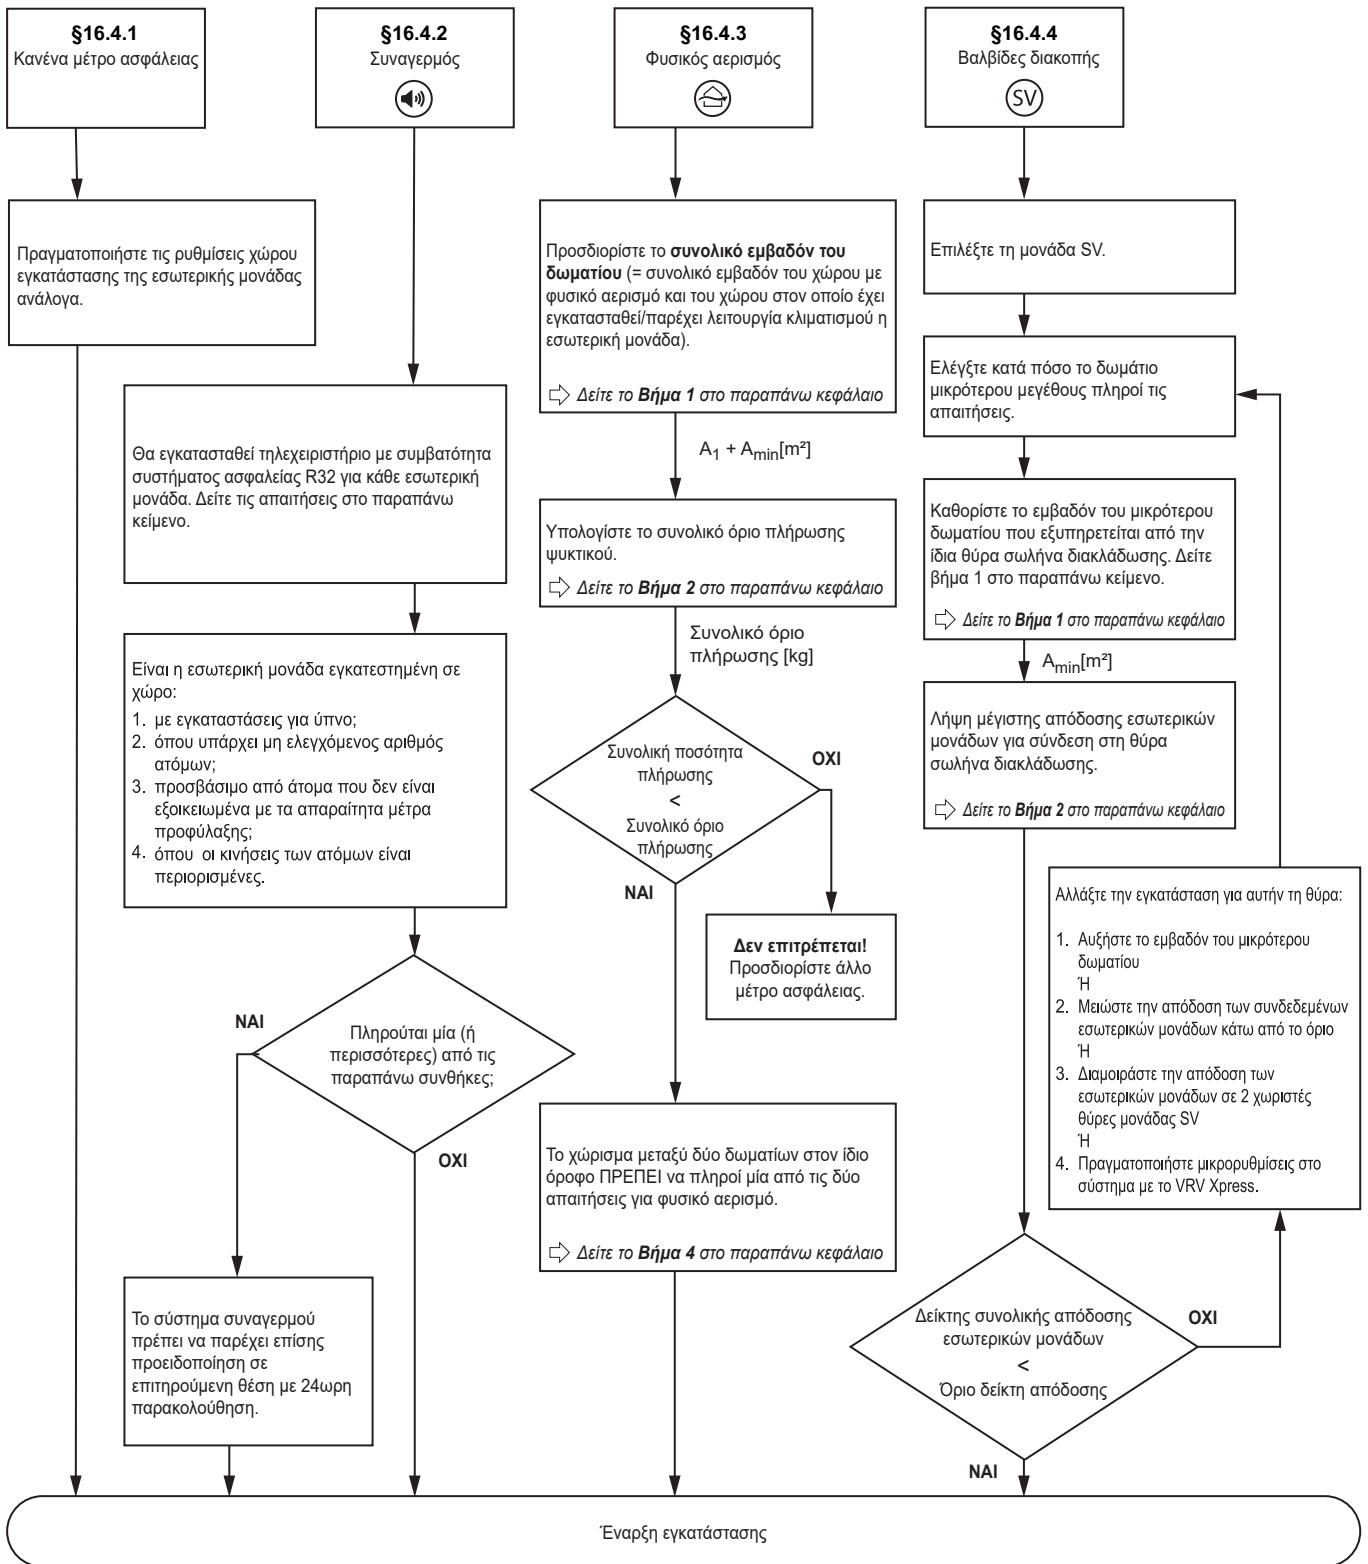 §16.4.1
Κανένα μέτρο ασφάλειας
Πραγματοποιήστε τις ρυθμίσεις χώρου
εγκατάστασης της εσωτερικής μονάδας
ανάλογα.
§16.4.2
Συναγερμός
Θα εγκατασταθεί τηλεχειριστήριο με συμβατότητα
συστήματος ασφαλείας R32 για κάθε εσωτερική
μονάδα. Δείτε τις απαιτήσεις στο παραπάνω
κείμενο.
Είναι η εσωτερική μονάδα εγκατεστημένη σε
χώρο:
1. με εγκαταστάσεις για ύπνο;
2. όπου υπάρχει μη ελεγχόμενος αριθμός
ατόμων;
3. προσβάσιμο από άτομα που δεν είναι
εξοικειωμένα με τα απαραίτητα μέτρα
προφύλαξης;
4. όπου οι κινήσεις των ατόμων είναι
περιορισμένες.
ΝΑΙ
Πληρούται μία (ή
περισσότερες) από τις
παραπάνω συνθήκες;
ΟΧΙ
Το σύστημα συναγερμού
πρέπει να παρέχει επίσης
προειδοποίηση σε
επιτηρούμενη θέση με 24ωρη
παρακολούθηση.
§16.4.3
Φυσικός αερισμός
Προσδιορίστε το συνολικό εμβαδόν του
δωματίου (= συνολικό εμβαδόν του χώρου με
φυσικό αερισμό και του χώρου στον οποίο έχει
εγκατασταθεί/παρέχει λειτουργία κλιματισμού η
εσωτερική μονάδα).
⇨ Δείτε το Βήμα 1 στο παραπάνω κεφάλαιο
A1 + Amin[m²]
Υπολογίστε το συνολικό όριο πλήρωσης
ψυκτικού.
⇨ Δείτε το Βήμα 2 στο παραπάνω κεφάλαιο
Συνολικό όριο
πλήρωσης [kg]
Συνολική ποσότητα
πλήρωσης
<
Συνολικό όριο
πλήρωσης
ΟΧΙ
ΝΑΙ
Δεν επιτρέπεται!
Προσδιορίστε άλλο
μέτρο ασφάλειας.
Το χώρισμα μεταξύ δύο δωματίων στον ίδιο
όροφο ΠΡΕΠΕΙ να πληροί μία από τις δύο
απαιτήσεις για φυσικό αερισμό.
⇨ Δείτε το Βήμα 4 στο παραπάνω κεφάλαιο
§16.4.4
Βαλβίδες διακοπής
SV
Επιλέξτε τη μονάδα SV.
Ελέγξτε κατά πόσο το δωμάτιο
μικρότερου μεγέθους πληροί τις
απαιτήσεις.
Καθορίστε το εμβαδόν του μικρότερου
δωματίου που εξυπηρετείται από την
ίδια θύρα σωλήνα διακλάδωσης. Δείτε
βήμα 1 στο παραπάνω κείμενο.
⇨ Δείτε το Βήμα 1 στο παραπάνω κεφάλαιο
Amin[m²]
Λήψη μέγιστης απόδοσης εσωτερικών
μονάδων για σύνδεση στη θύρα
σωλήνα διακλάδωσης.
⇨ Δείτε το Βήμα 2 στο παραπάνω κεφάλαιο
Αλλάξτε την εγκατάσταση για αυτήν τη θύρα:
1. Αυξήστε το εμβαδόν του μικρότερου
δωματίου
Ή
2. Μειώστε την απόδοση των συνδεδεμένων
εσωτερικών μονάδων κάτω από το όριο
Ή
3. Διαμοιράστε την απόδοση των
εσωτερικών μονάδων σε 2 χωριστές
θύρες μονάδας SV
Ή
4. Πραγματοποιήστε μικρορυθμίσεις στο
σύστημα με το VRV Xpress.
Δείκτης συνολικής απόδοσης
εσωτερικών μονάδων
<
Όριο δείκτη απόδοσης
ΟΧΙ
ΝΑΙ
Έναρξη εγκατάστασης